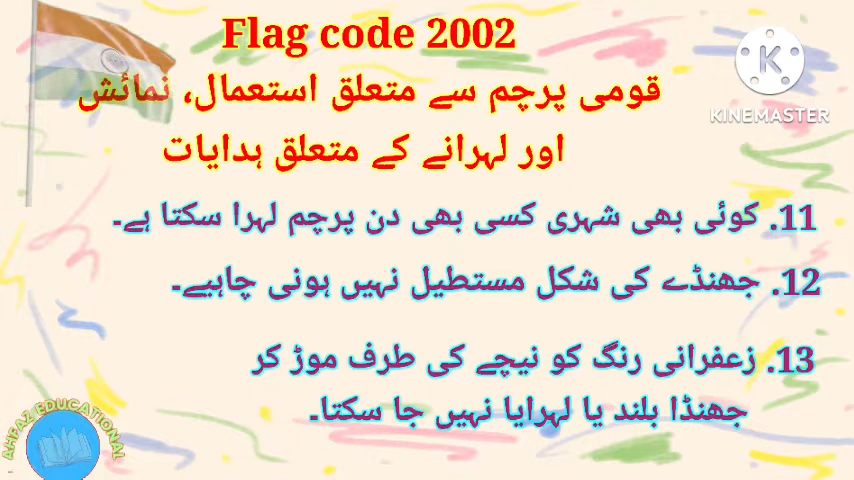 Flag code 2002
قومی پرچم سے متعلق استعمال، نمائش
اور لہرانے کے متعلق ہدایات
11. کوئی بھی شہری کسی بھی دن پرچم لہرا سکتا ہے۔
12. جھنڈے کی شکل مستطیل نہیں ہونی چاہیے۔
13. زعفرانی رنگ کو نیچے کی طرف موڑ کر
جھنڈا بلند یا لہرایا نہیں جا سکتا۔
K
KINEMASTER
AHFAZ EDUCATIONAL